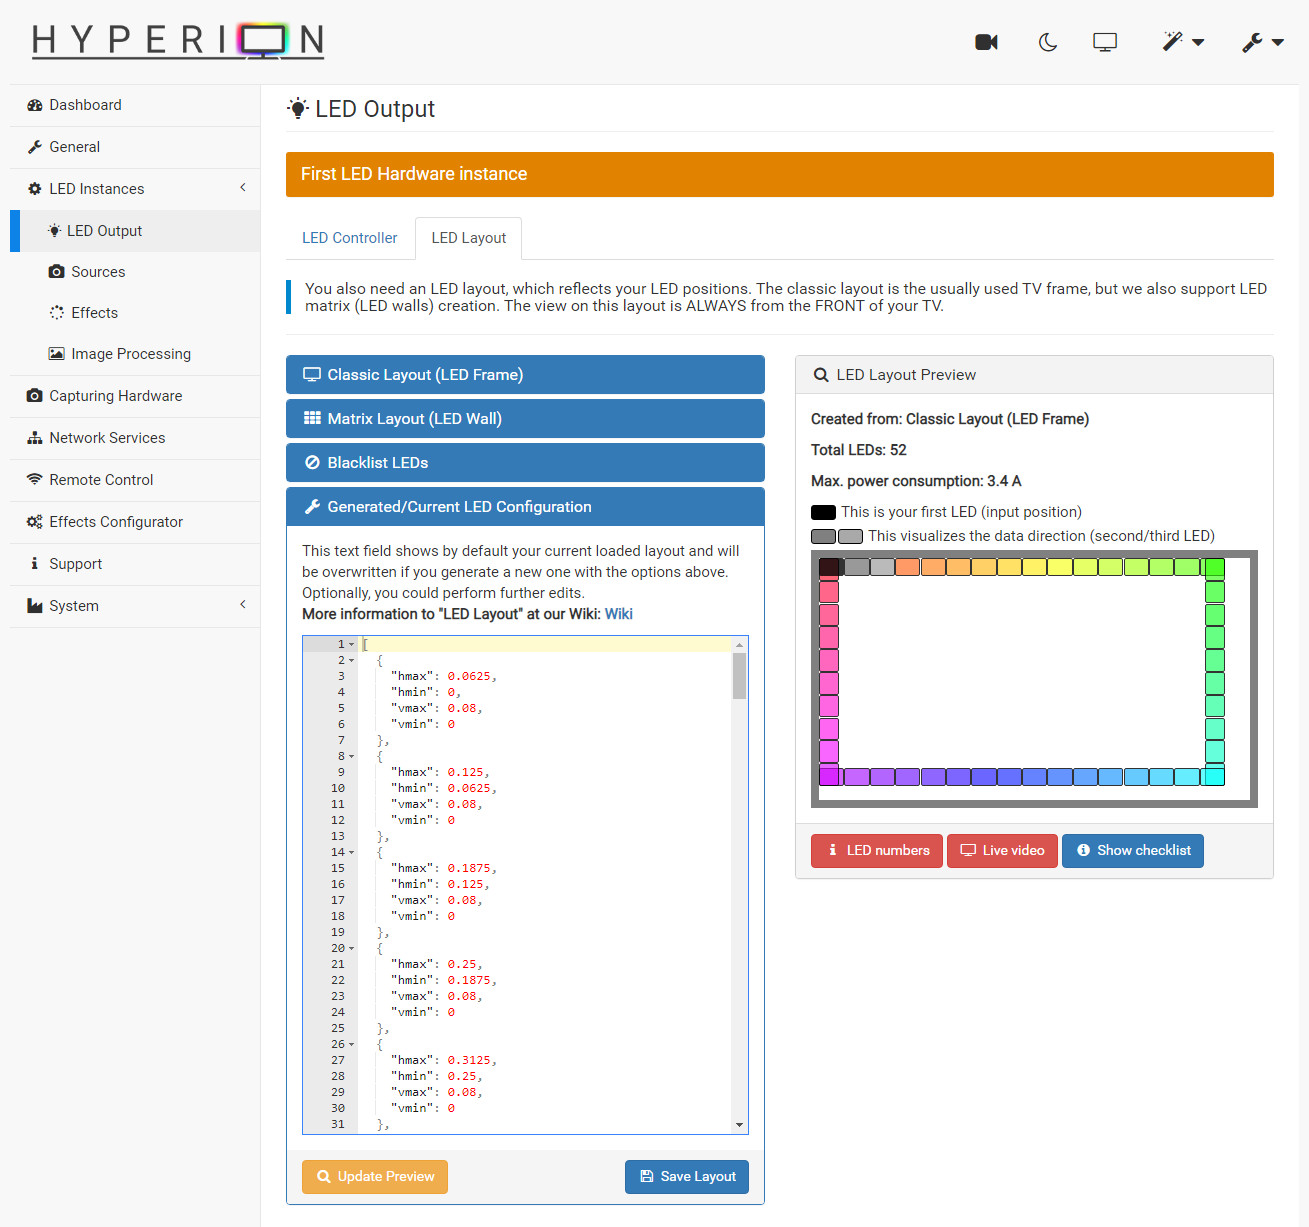 HYPERION
Dashboard
General
LED Instances
LED Output
Sources
Effects
Image Processing
Capturing Hardware
Network Services
Remote Control
Effects Configurator
Support
System
LED Output
First LED Hardware instance
LED Controller
LED Layout
You also need an LED layout, which reflects your LED positions. The classic layout is the usually used TV frame, but we also support LED
matrix (LED walls) creation. The view on this layout is ALWAYS from the FRONT of your TV.
Classic Layout (LED Frame)
Matrix Layout (LED Wall)
Blacklist LEDs
Generated/Current LED Configuration
This text field shows by default your current loaded layout and will
be overwritten if you generate a new one with the options above.
Optionally, you could perform further edits.
More information to "LED Layout" at our Wiki: Wiki
1 [
2 {
3 "hmax": 0.0625,
4 "hmin": 0,
5 "vmax": 0.08,
6 "vmin": 0
7 },
8 {
9 "hmax": 0.125,
10 "hmin": 0.0625,
11 "vmax": 0.08,
12 "vmin": 0
13 },
14 {
15 "hmax": 0.1875,
16 "hmin": 0.125,
17 "vmax": 0.08,
18 "vmin": 0
19 },
20 {
21 "hmax": 0.25,
22 "hmin": 0.1875,
23 "vmax": 0.08,
24 "vmin": 0
25 },
26 {
27 "hmax": 0.3125,
28 "hmin": 0.25,
29 "vmax": 0.08,
30 "vmin": 0
31 },
Update Preview
Save Layout
LED Layout Preview
Created from: Classic Layout (LED Frame)
Total LEDs: 52
Max. power consumption: 3.4 A
This is your first LED (input position)
This visualizes the data direction (second/third LED)
LED numbers
Live video
Show checklist